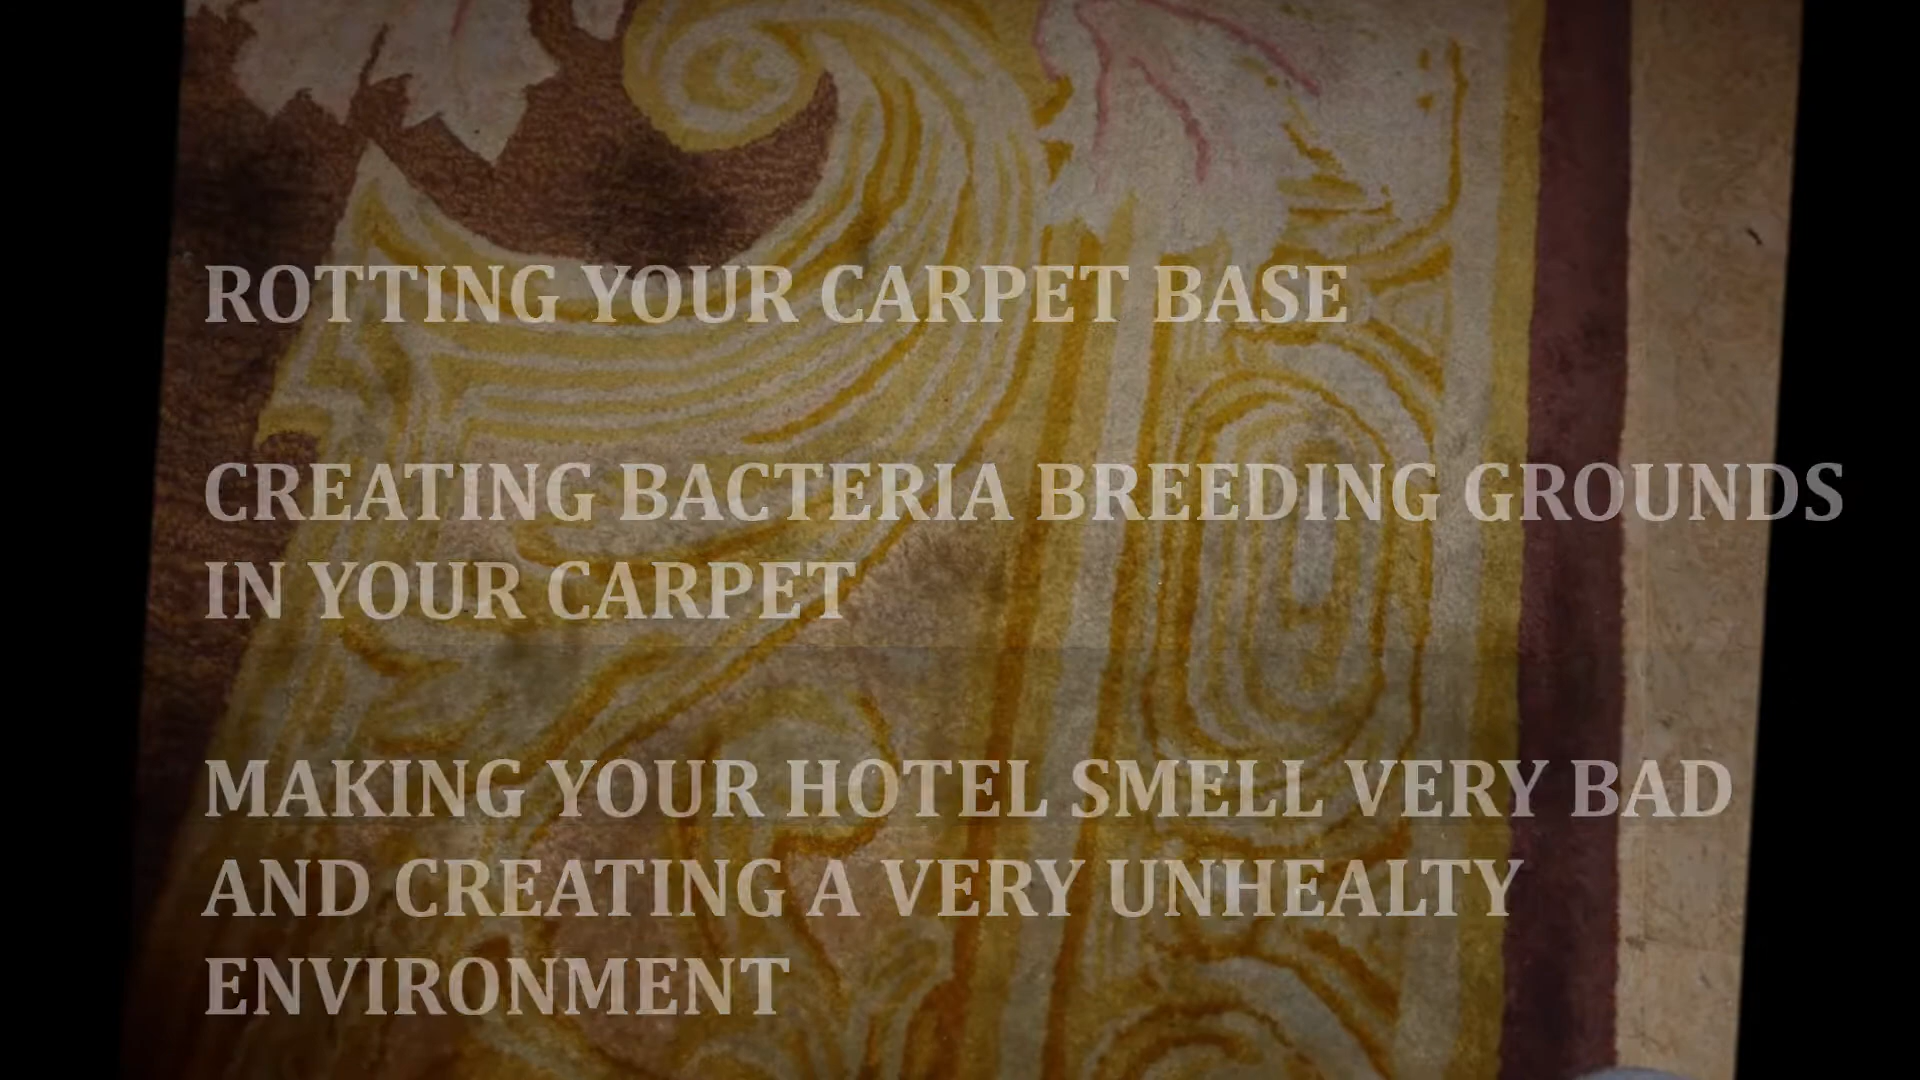 ROTTING YOUR CARPET BASE
CREATING BACTERIA BREEDING GROUNDS
IN YOUR CARPET
MAKING YOUR HOTEL SMELL VERY BAD
AND CREATING A VERY UNHEALTY
ENVIRONMENT